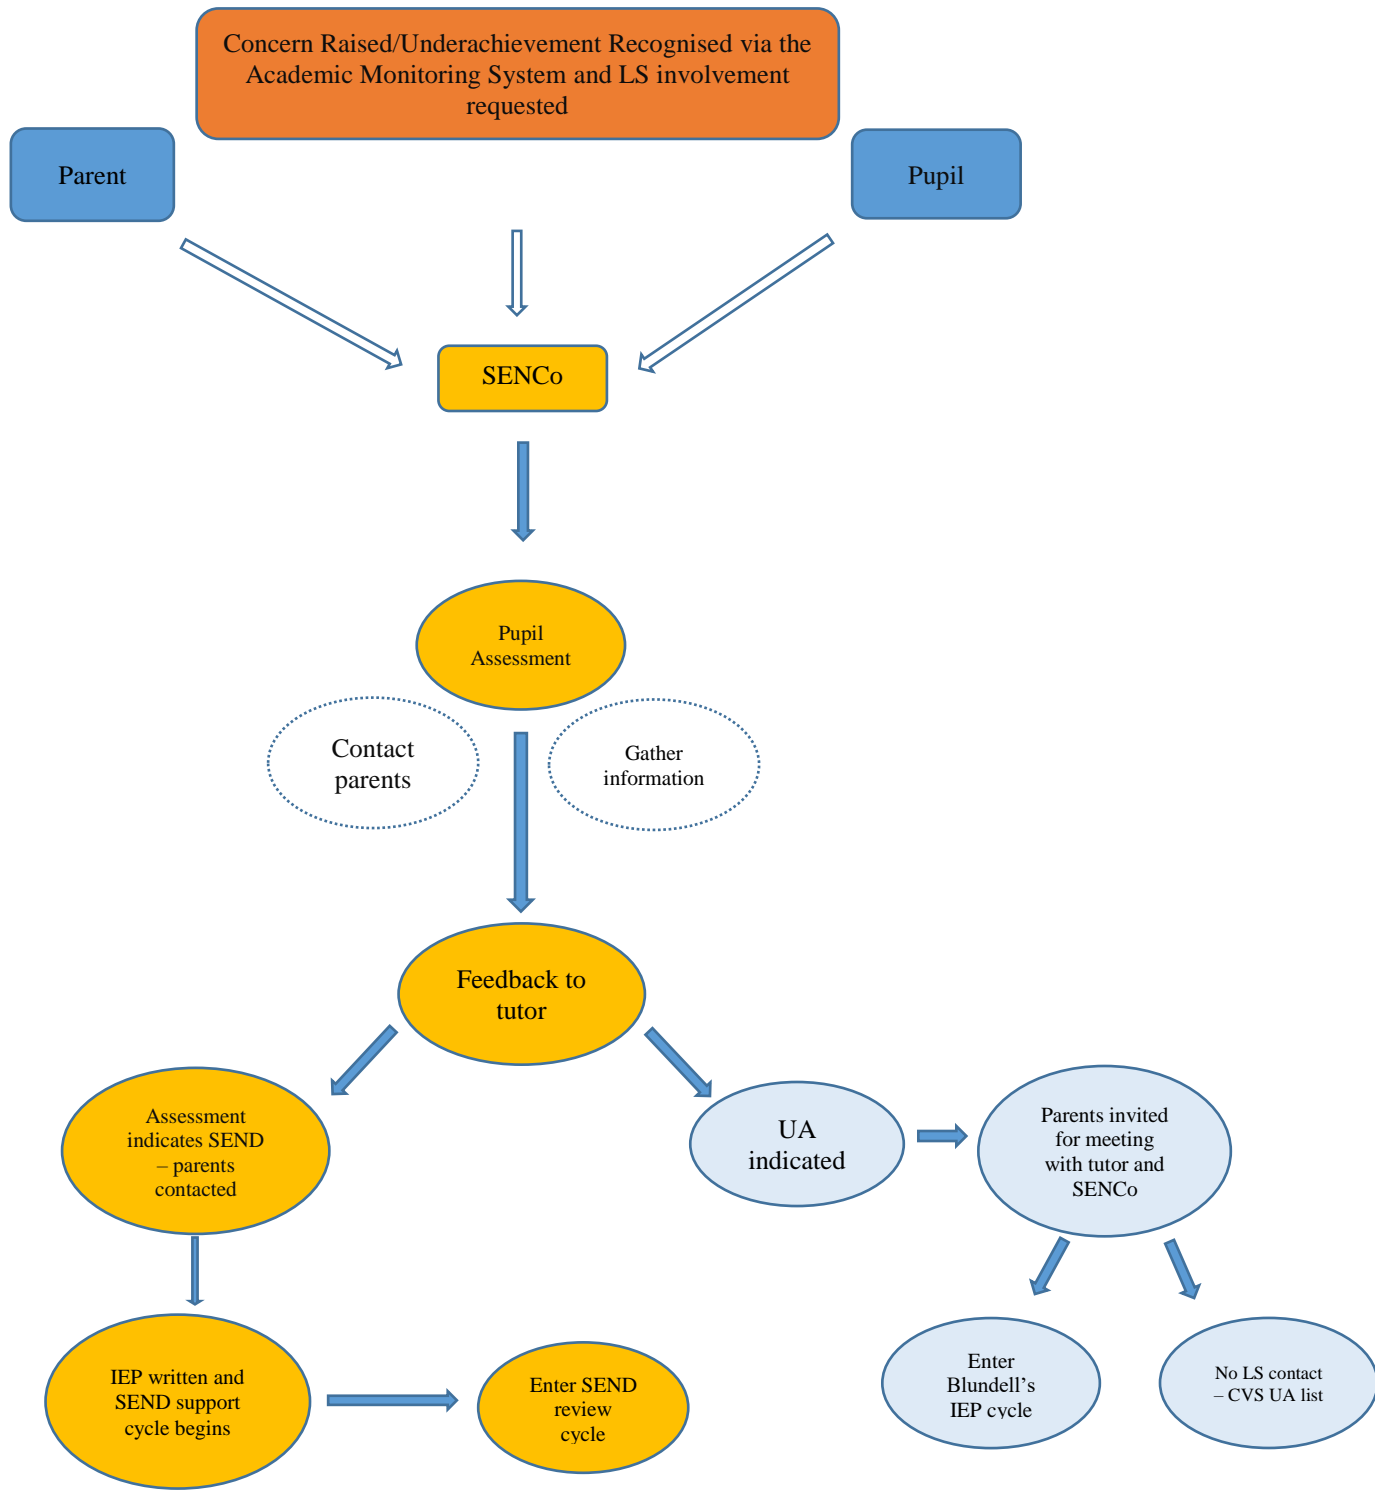 Concern Raised/Underachievement Recognised via the
Academic Monitoring System and LS involvement
requested
Parent
Pupil
SENCo
Pupil
Assessment
Contact
parents
Gather
information
Feedback to
tutor
Assessment
indicates SEND
– parents
contacted
UA
indicated
Parents invited
for meeting
with tutor and
SENCo
IEP written and
SEND support
cycle begins
Enter SEND
review
cycle
Enter
Blundell’s
IEP cycle
No LS contact
– CVS UA list